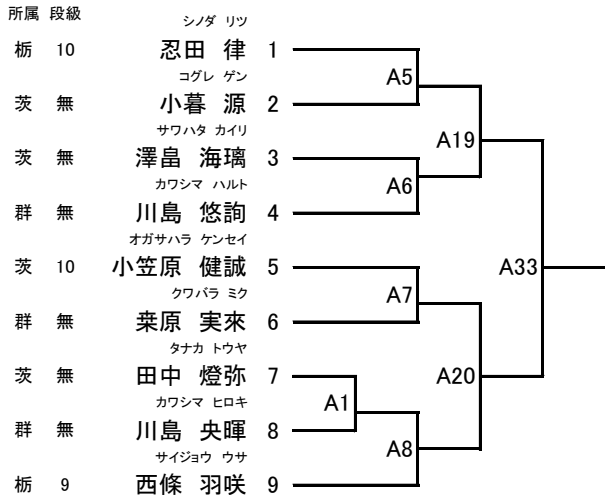 所属 段級
シノダ リツ
栃 10 忍田 律 1
A5
コグレ ゲン
茨 無 小暮 源 2
A19
サワハタ カイリ
茨 無 澤畠 海璃 3
A6
カワシマ ハルト
群 無 川島 悠詢 4
A33
オガサハラ ケンセイ
茨 10 小笠原 健誠 5
A7
クワバラ ミク
群 無 桒原 実來 6
A20
タナカ トウヤ
茨 無 田中 燈弥 7
A1
カワシマ ヒロキ
群 無 川島 央暉 8
A8
サイジョウ ウサ
栃 9 西條 羽咲 9